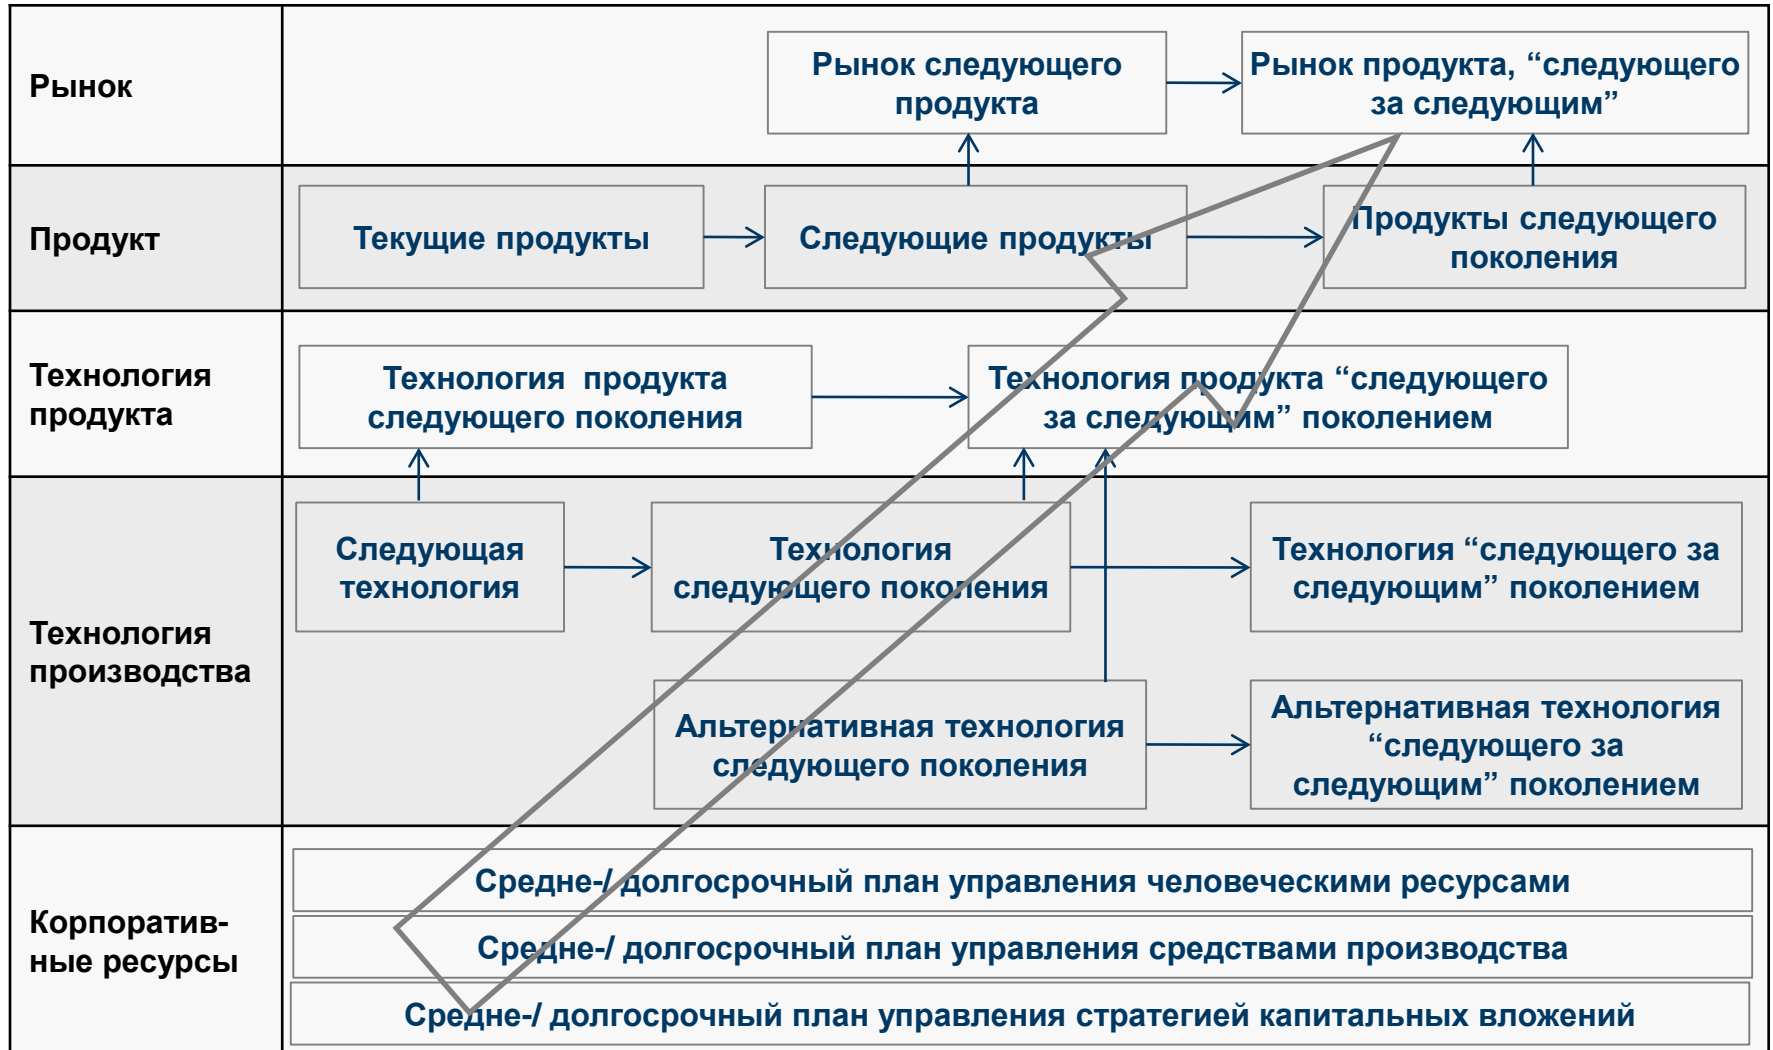 Рынок
Рынок следующего
продукта
Рынок продукта, “следующего
за следующим”
Продукт
Текущие продукты
Следующие продукты
Продукты следующего
поколения
Технология
продукта
Технология продукта
следующего поколения
Технология продукта “следующего
за следующим” поколением
Технология
производства
Следующая
технология
Технология
следующего поколения
Технология “следующего за
следующим” поколением
Альтернативная технология
следующего поколения
Альтернативная технология
“следующего за
следующим” поколением
Корпоратив-
ные ресурсы
Средне-/ долгосрочный план управления человеческими ресурсами
Средне-/ долгосрочный план управления средствами производства
Средне-/ долгосрочный план управления стратегией капитальных вложений